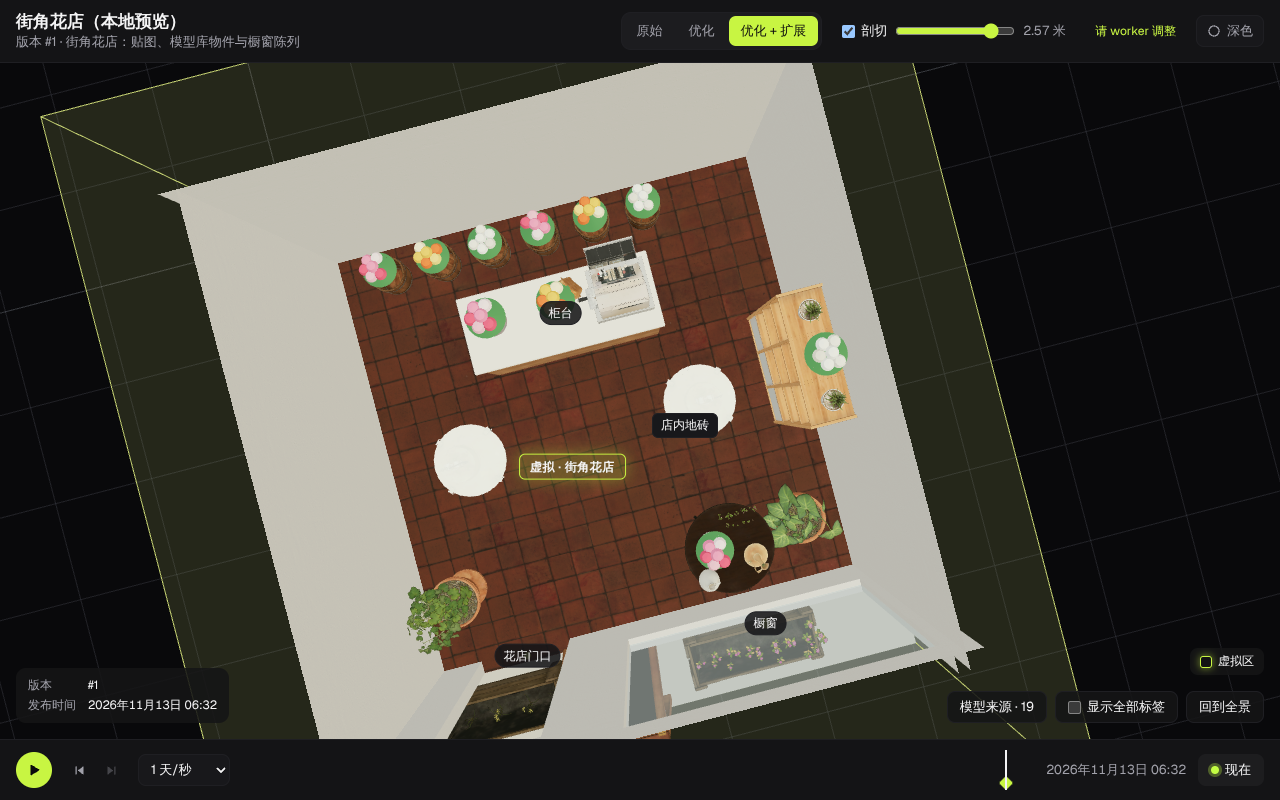 街角花店（本地预览）
版本 #1 · 街角花店：贴图、模型库物件与橱窗陈列
原始 优化 优化 + 扩展
剖切 2.57 米
请 worker 调整
深色
柜台
店内地砖
虚拟 · 街角花店
橱窗
花店门口
虚拟区
版本 #1
发布时间 2026年11月13日 06:32
模型来源 · 19
显示全部标签
回到全景
1 天/秒
2026年11月13日 06:32
现在